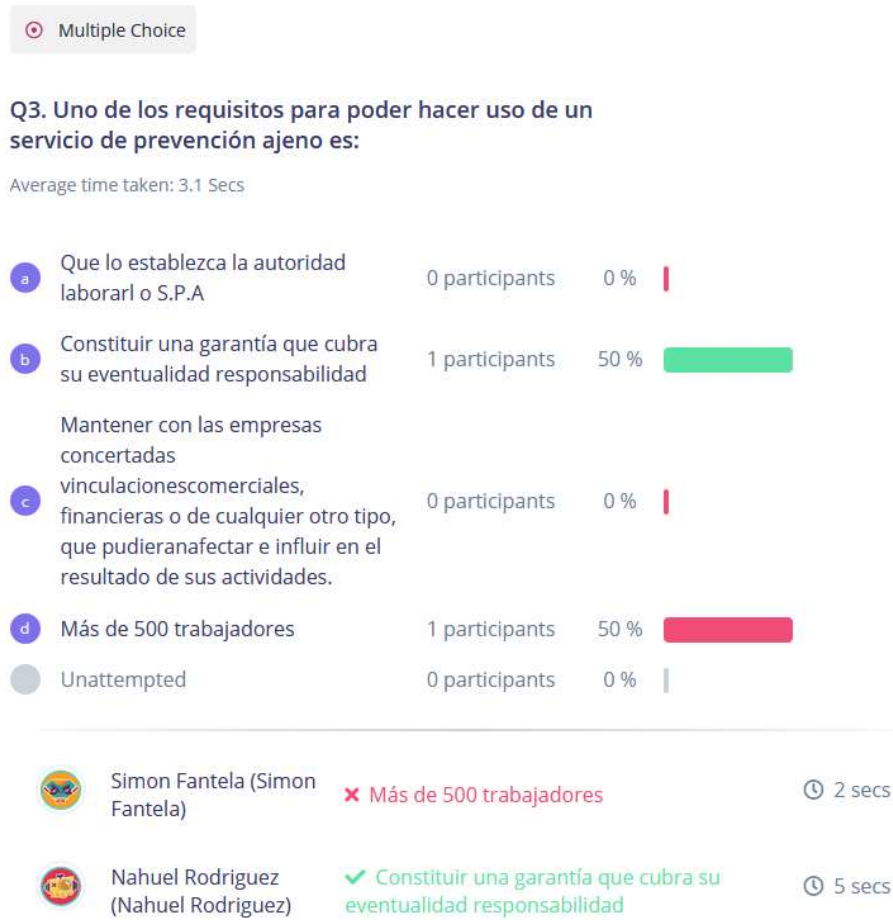 Multiple Choice
Q3. Uno de los requisitos para poder hacer uso de un
servicio de prevención ajeno es:
Average time taken: 3.1 Secs
a Que lo establezca la autoridad
laborarl o S.P.A 0 participants 0 %
b Constituir una garantía que cubra
su eventualidad responsabilidad 1 participants 50 %
Mantener con las empresas
concertadas
vinculacionescomerciales,
c financieras o de cualquier otro tipo, 0 participants 0 %
que pudieranafectar e influir en el
resultado de sus actividades.
d Más de 500 trabajadores 1 participants 50 %
Unattempted 0 participants 0 %
Simon Fantela (Simon
Fantela) Más de 500 trabajadores 2 secs
Nahuel Rodriguez
(Nahuel Rodriguez) Constituir una garantía que cubra su
eventualidad responsabilidad 5 secs